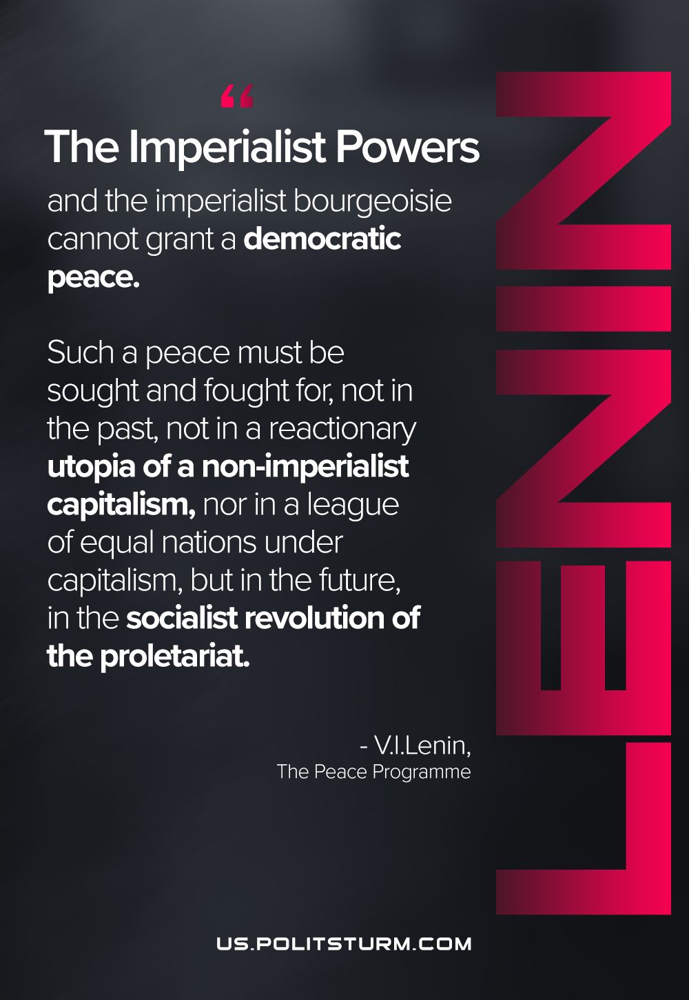 “
The Imperialist Powers
and the imperialist bourgeoisie
cannot grant a democratic
peace.
Such a peace must be
sought and fought for, not in
the past, not in a reactionary
utopia of a non-imperialist
capitalism, nor in a league
of equal nations under
capitalism, but in the future,
in the socialist revolution of
the proletariat.
- V.I.Lenin,
The Peace Programme
LENIN
US.POLITSTURM.COM